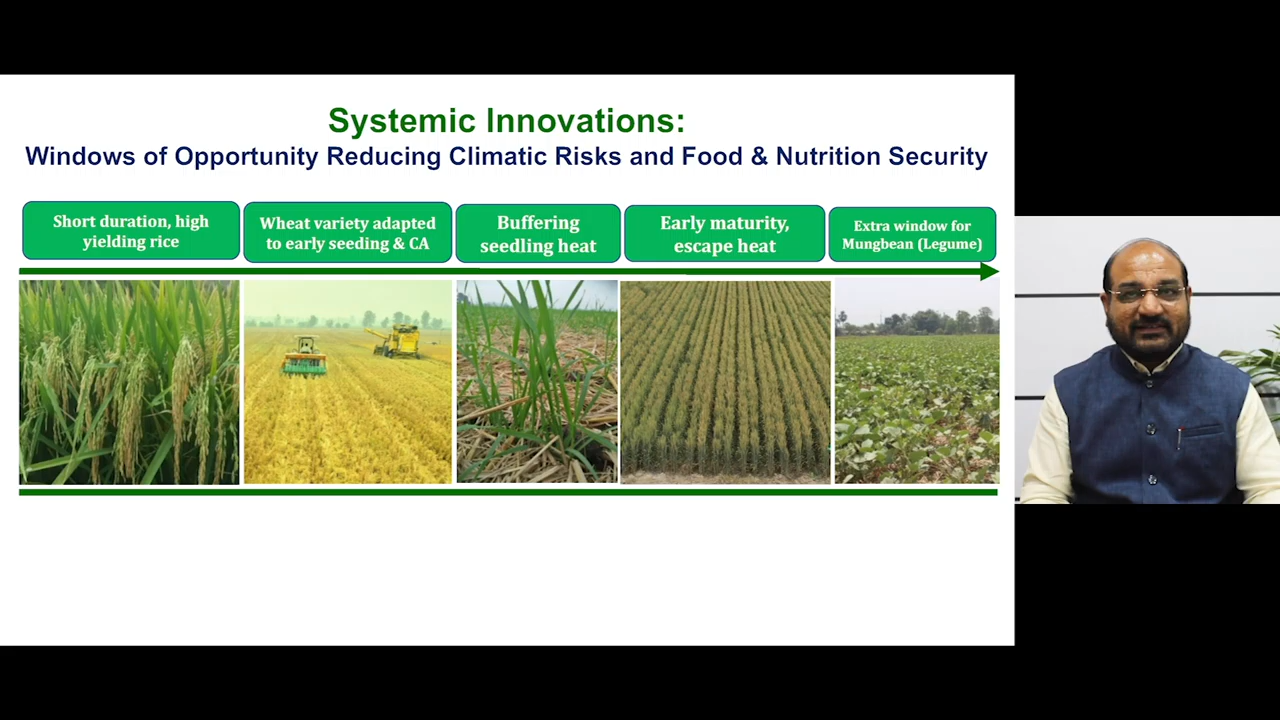 Systemic Innovations:
Windows of Opportunity Reducing Climatic Risks and Food & Nutrition Security
Short duration, high
yielding rice
Wheat variety adapted
to early seeding & CA
Buffering
seedling heat
Early maturity,
escape heat
Extra window for
Mungbean (Legume)